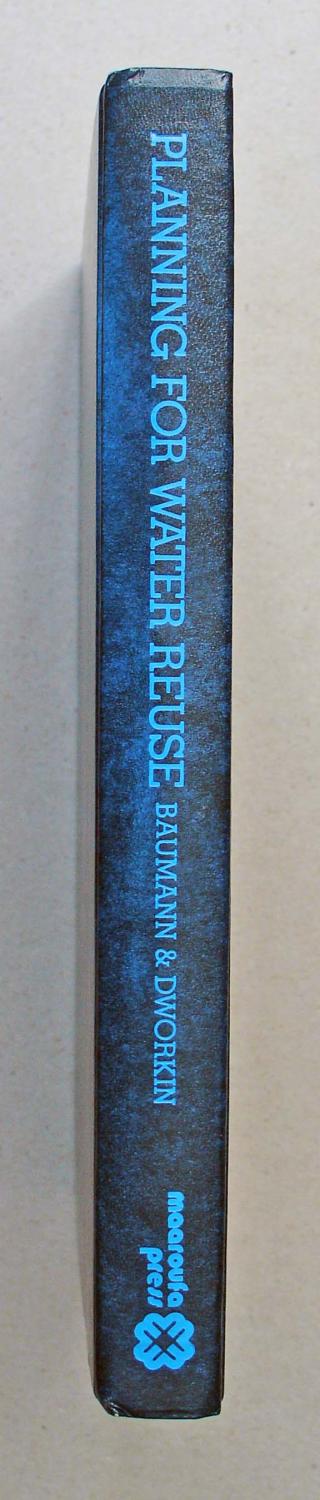 PLANNING FOR WATER REUSE BAUMANN & DWORKIN
maaroufa
press